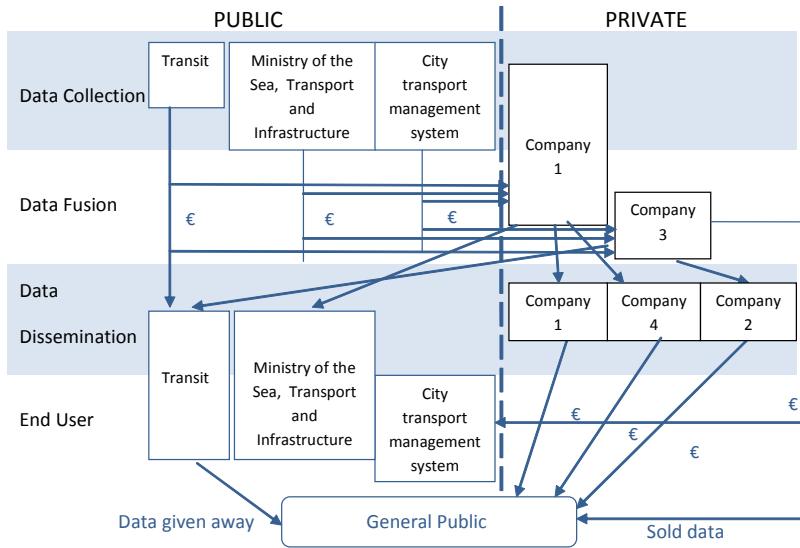 PUBLIC
PRIVATE
Data Collection
Transit
Ministry of the
Sea, Transport
and
Infrastructure
City
transport
management
system
Company
1
Data Fusion
€
€
€
Company
3
Data
Dissemination
Company
1
Company
4
Company
2
Transit
Ministry of the
Sea, Transport
and
Infrastructure
City
transport
management
system
End User
€
€
€
€
Data given away
General Public
Sold data